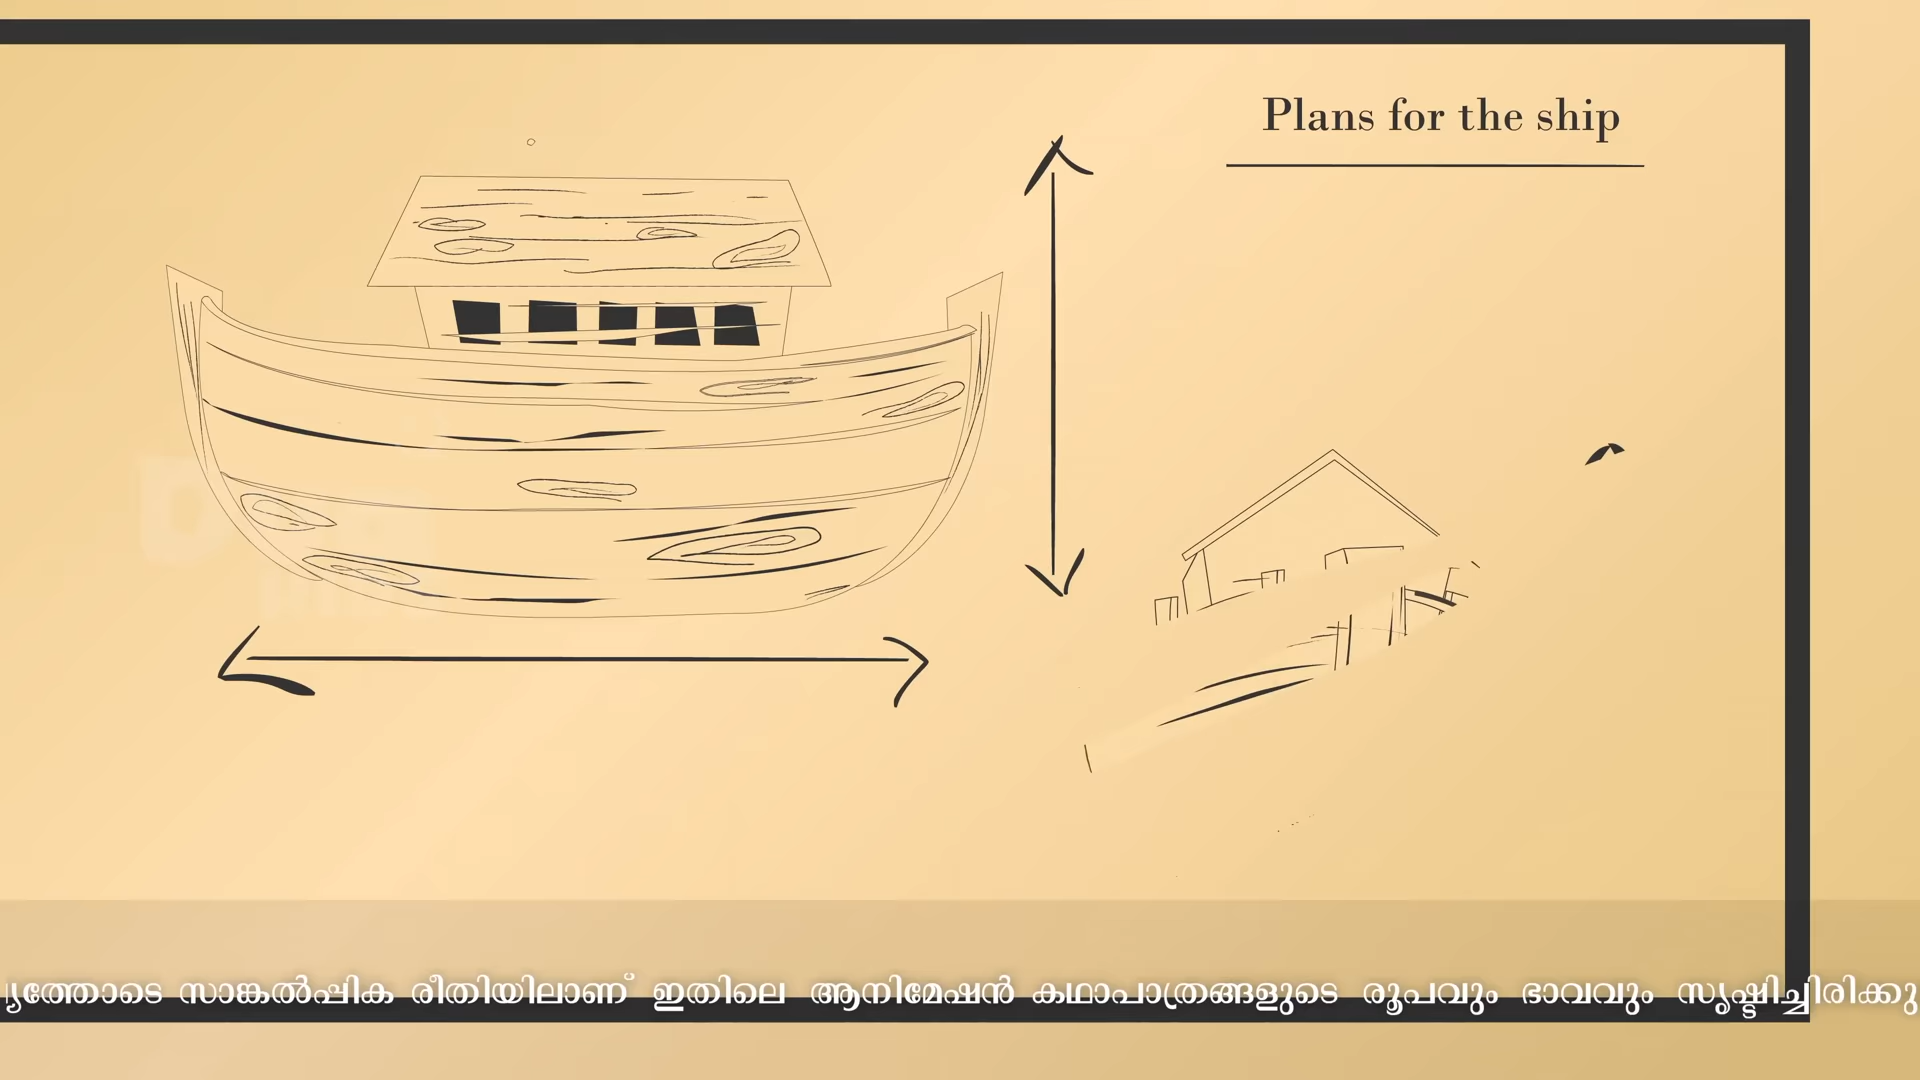 Plans for the ship
സാങ്കൽപ്പിക രീതിയിലാണ് ഇതിലെ ആനിമേഷൻ കഥാപാത്രങ്ങളുടെ രൂപവും ഭാവവും